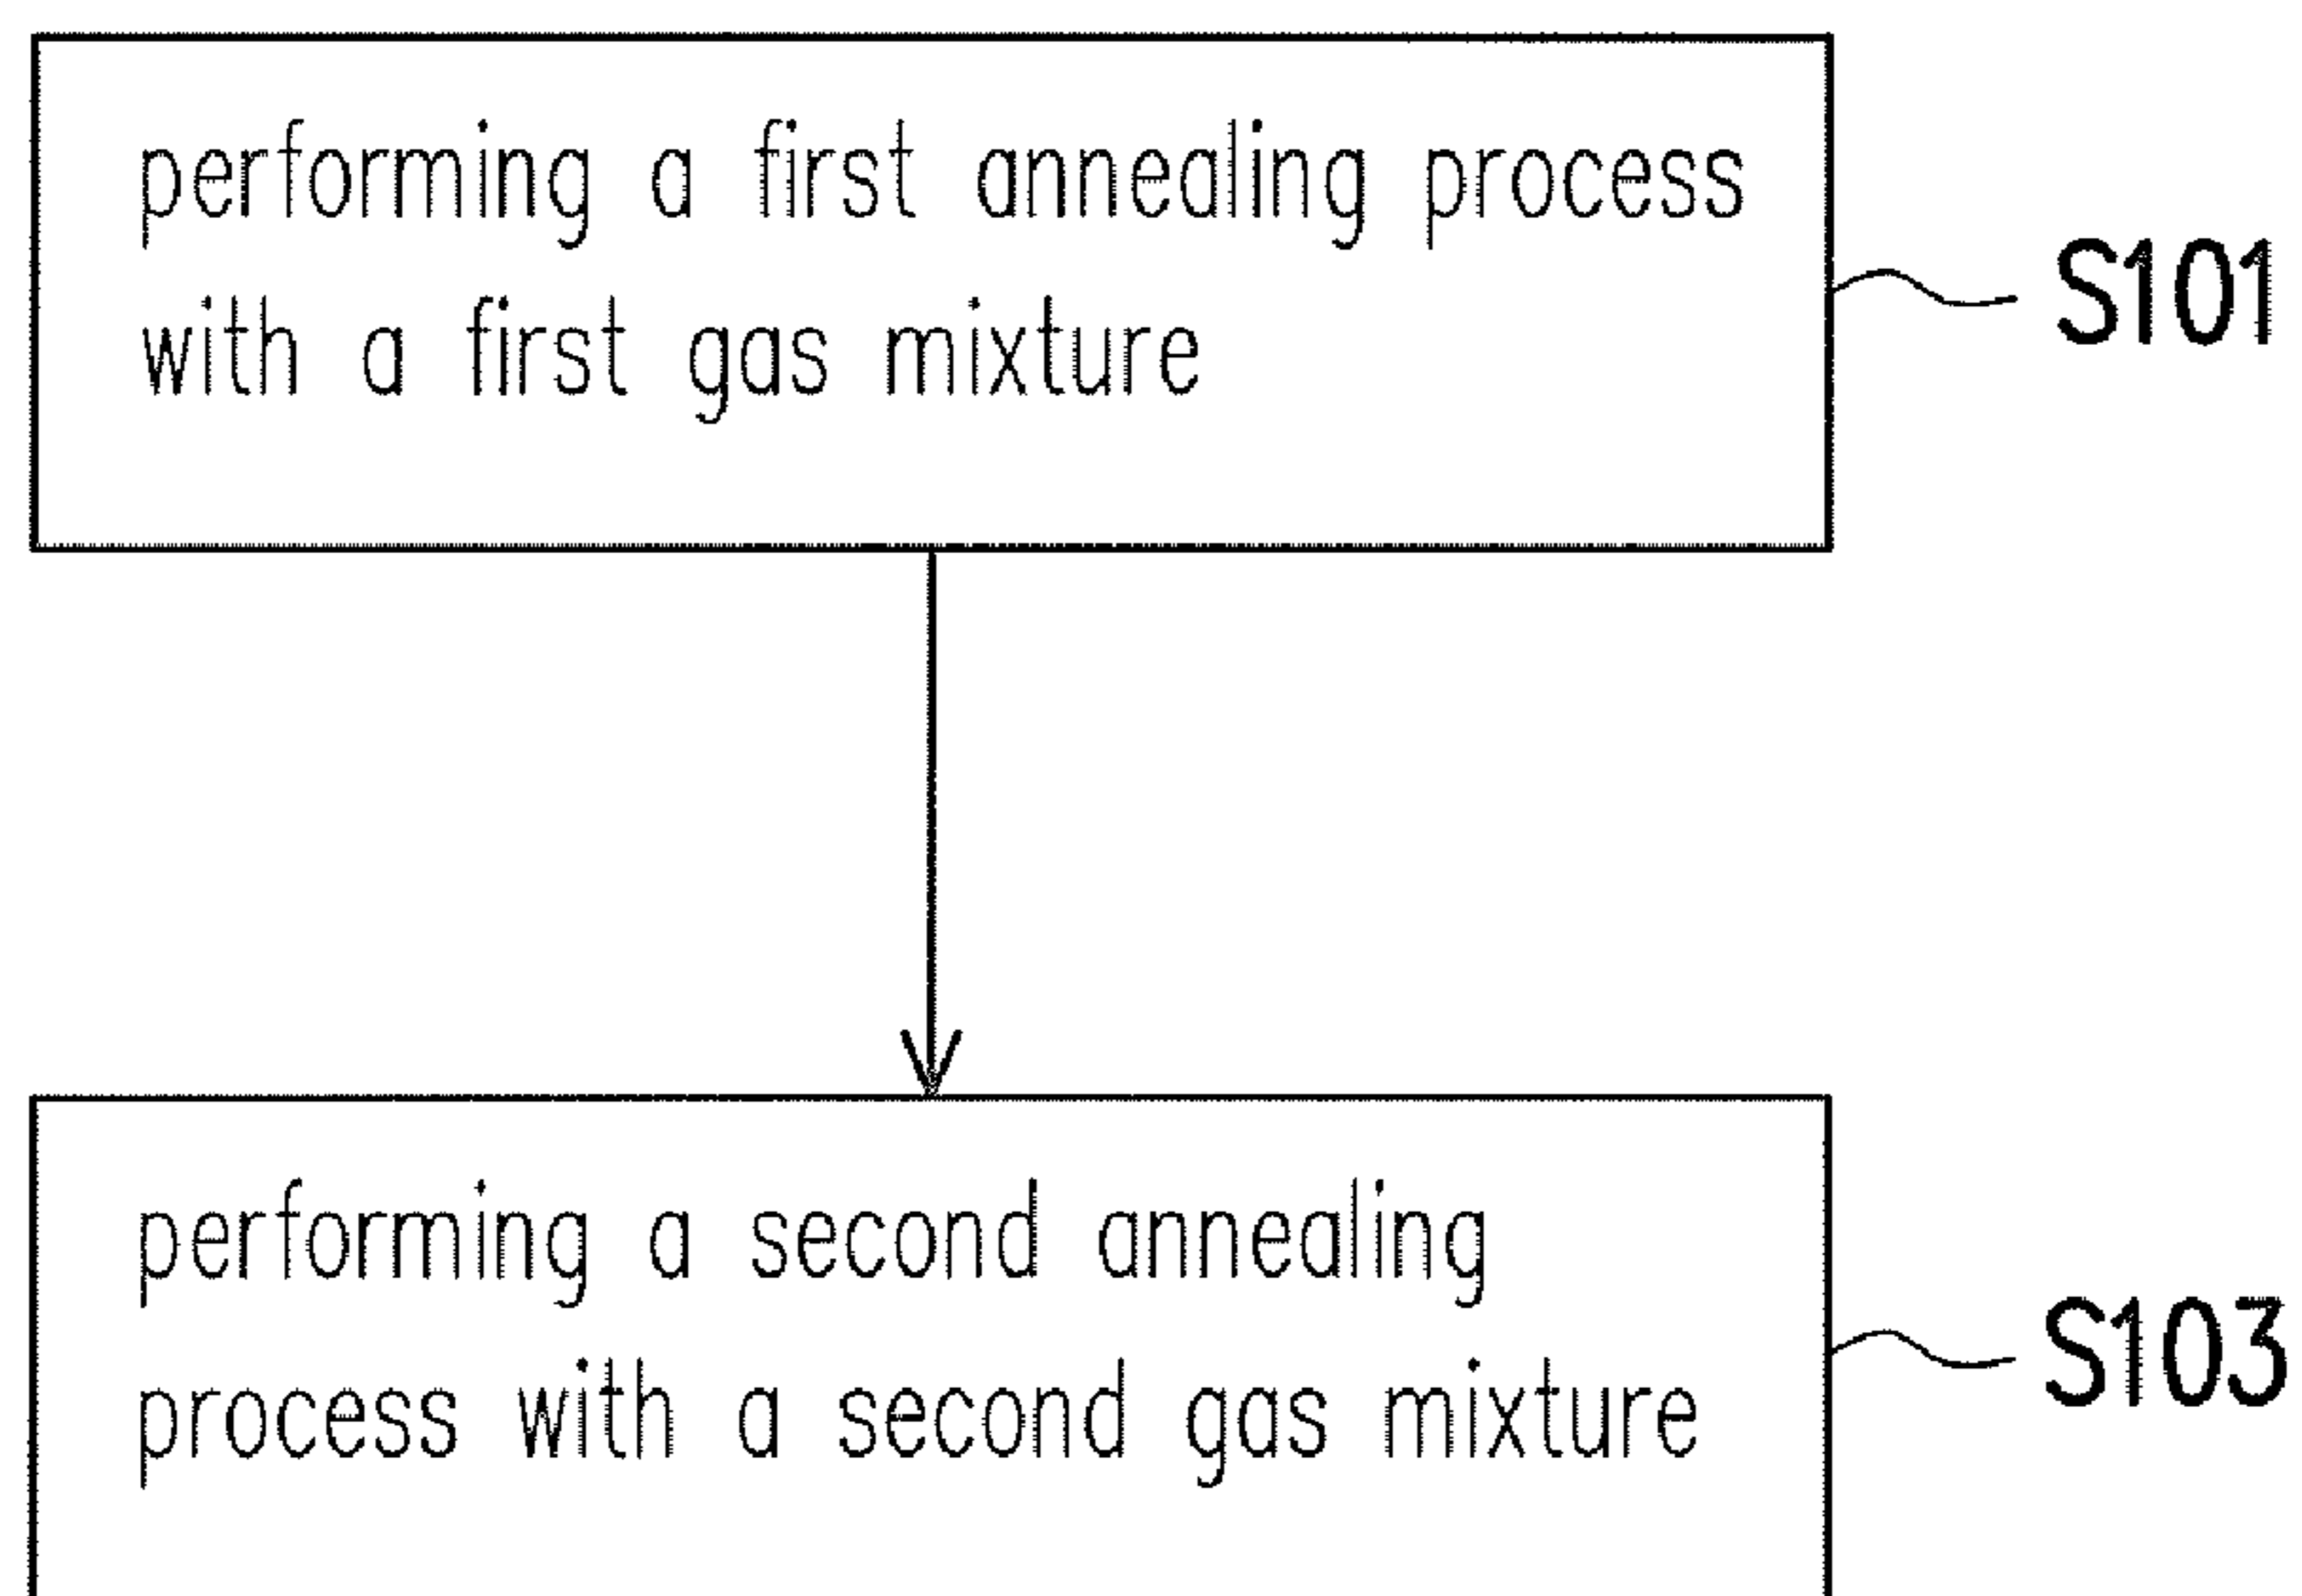 performing a first annealing process
with a first gas mixture
S101
performing a second annealing
process with a second gas mixture
S103